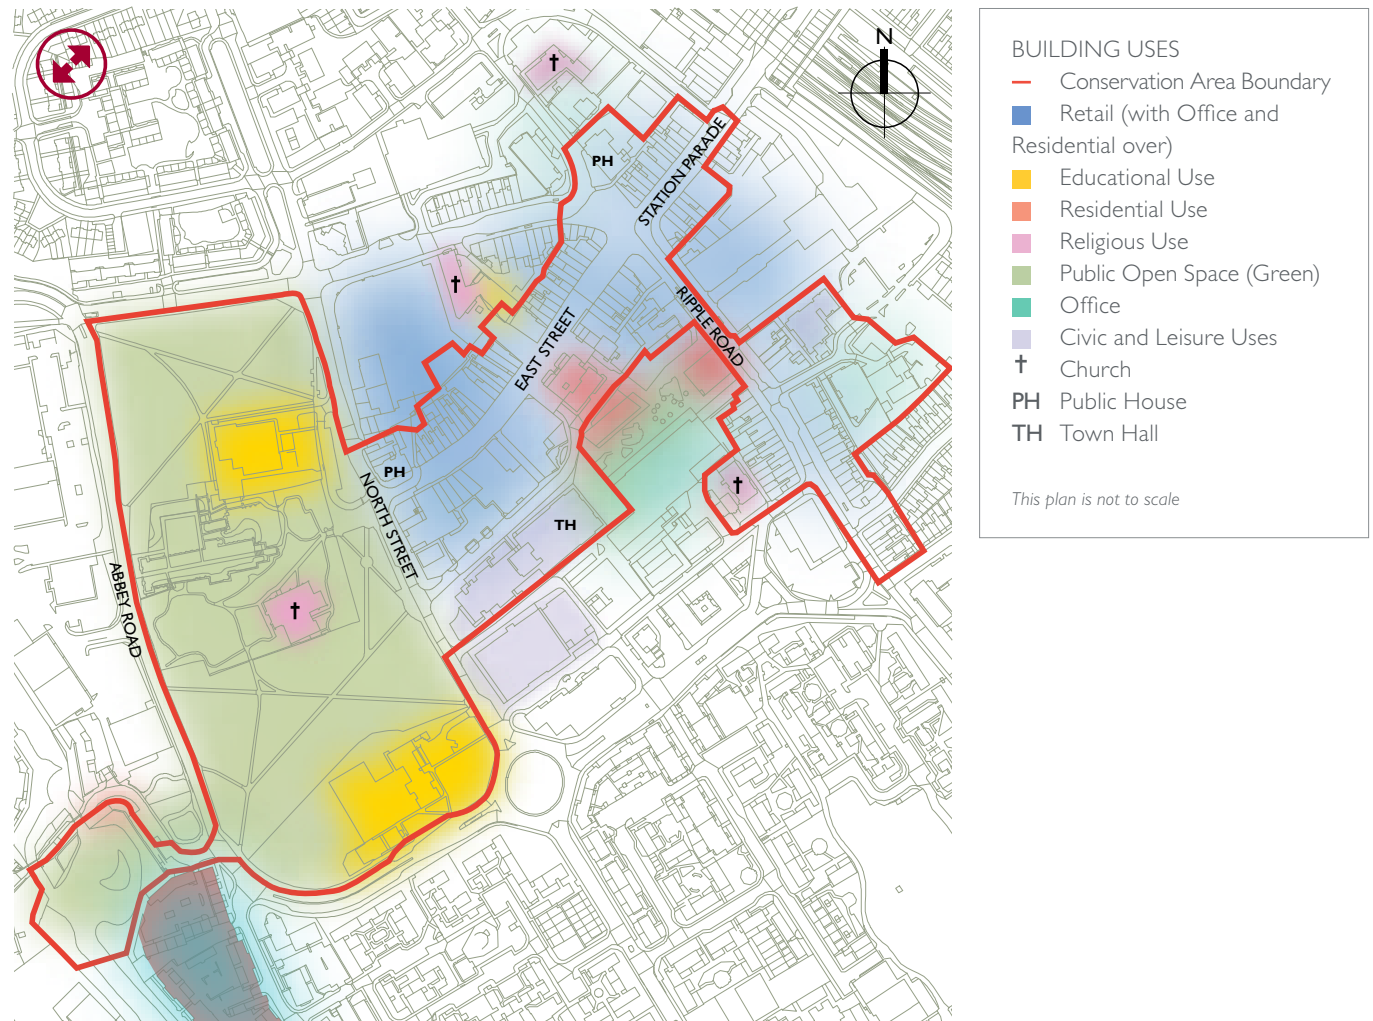 N
PH
STATION PARADE
RIPPLE ROAD
EAST STREET
PH
NORTH STREET
TH
ABBEY ROAD
BUILDING USES
Conservation Area Boundary
Retail (with Office and
Residential over)
Educational Use
Residential Use
Religious Use
Public Open Space (Green)
Office
Civic and Leisure Uses
Church
PH Public House
TH Town Hall
This plan is not to scale